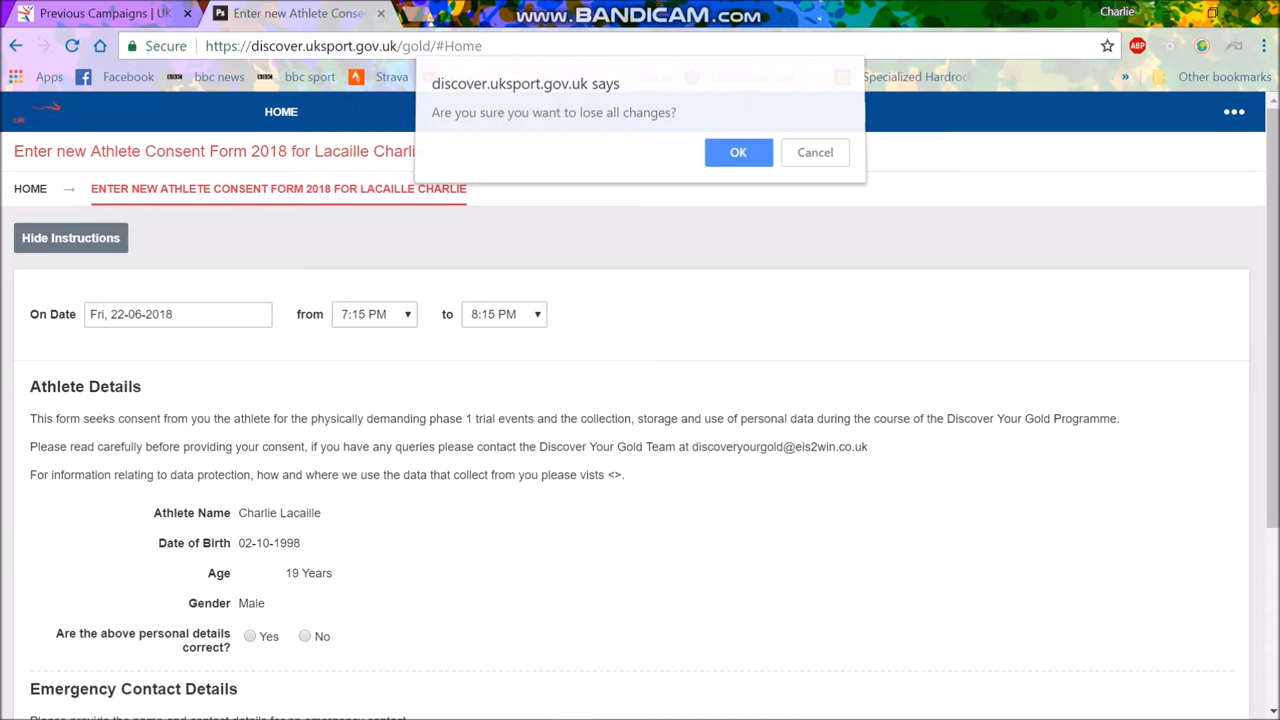 Previous Campaigns | UK
Enter new Athlete Conse
www.BANDICAM.com
Charlie
Secure https://discover.uksport.gov.uk/gold/#Home
ABP
Apps Facebook bbc news bbc sport Strava Specialized Hardroc » Other bookmarks
discover.uksport.gov.uk says
Are you sure you want to lose all changes?
OK Cancel
HOME
Enter new Athlete Consent Form 2018 for Lacaille Charlie
HOME → ENTER NEW ATHLETE CONSENT FORM 2018 FOR LACAILLE CHARLIE
Hide Instructions
On Date Fri, 22-06-2018 from 7:15 PM to 8:15 PM
Athlete Details
This form seeks consent from you the athlete for the physically demanding phase 1 trial events and the collection, storage and use of personal data during the course of the Discover Your Gold Programme.
Please read carefully before providing your consent, if you have any queries please contact the Discover Your Gold Team at discoveryourgold@eis2win.co.uk
For information relating to data protection, how and where we use the data that collect from you please vists <>.
Athlete Name Charlie Lacaille
Date of Birth 02-10-1998
Age 19 Years
Gender Male
Are the above personal details
correct? Yes No
Emergency Contact Details